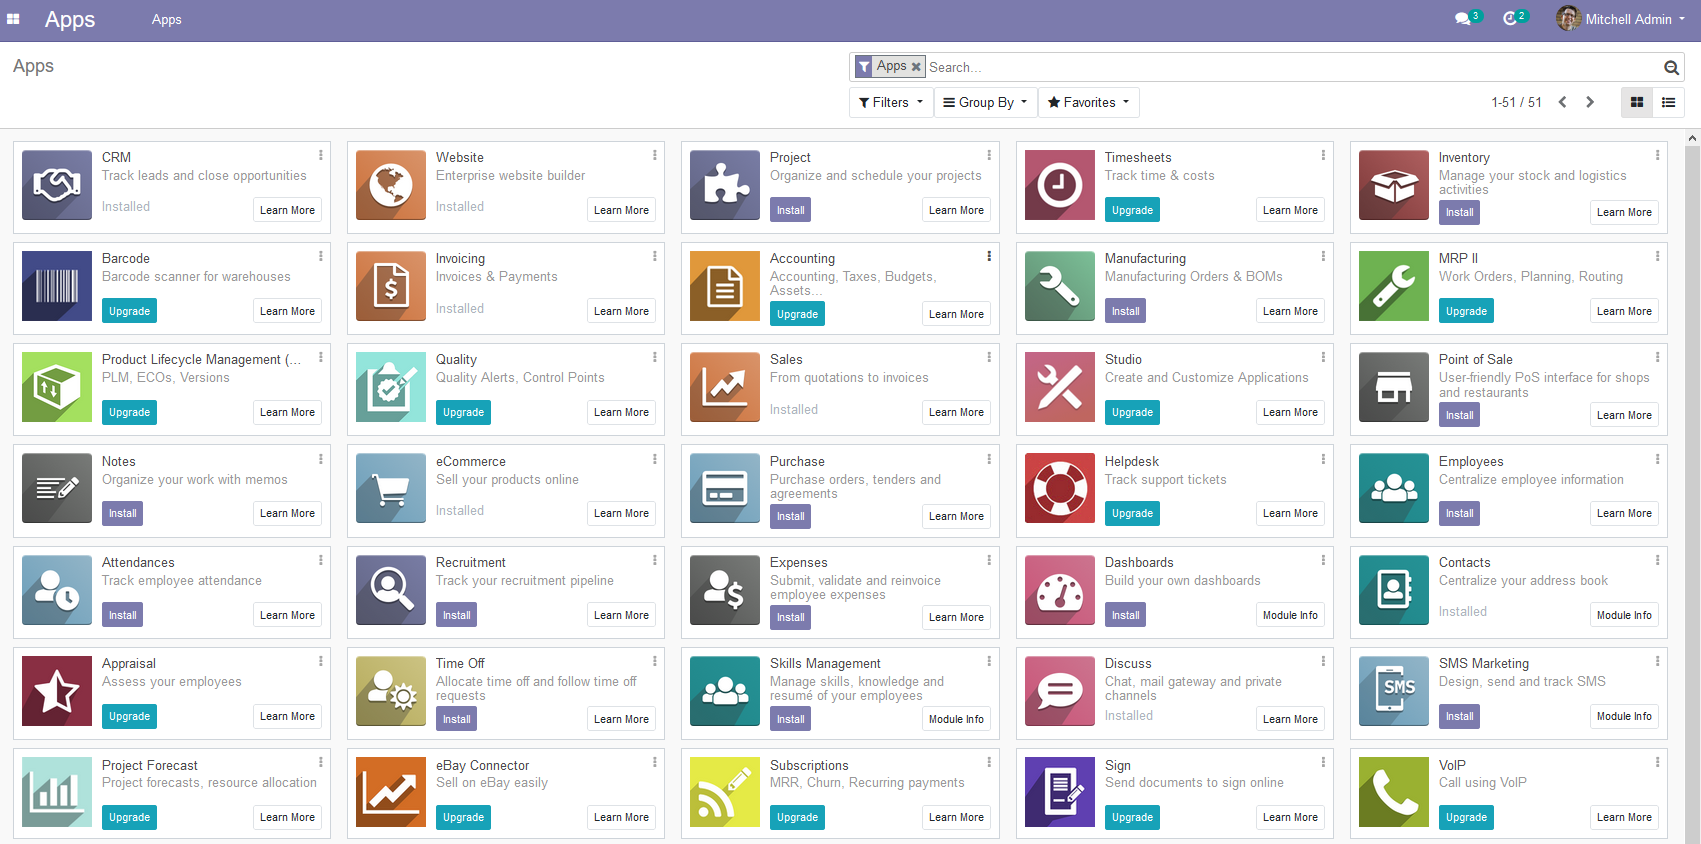 Apps Apps 3 2 Mitchell Admin
Apps
Apps Search...
Filters Group By Favorites 1-51 / 51
CRM
Track leads and close opportunities
Installed Learn More
Website
Enterprise website builder
Installed Learn More
Project
Organize and schedule your projects
Install Learn More
Timesheets
Track time & costs
Upgrade Learn More
Inventory
Manage your stock and logistics
activities
Install Learn More
Barcode
Barcode scanner for warehouses
Upgrade Learn More
Invoicing
Invoices & Payments
Installed Learn More
Accounting
Accounting, Taxes, Budgets,
Assets...
Upgrade Learn More
Manufacturing
Manufacturing Orders & BOMs
Install Learn More
MRP II
Work Orders, Planning, Routing
Upgrade Learn More
Product Lifecycle Management (...
PLM, ECOs, Versions
Upgrade Learn More
Quality
Quality Alerts, Control Points
Upgrade Learn More
Sales
From quotations to invoices
Installed Learn More
Studio
Create and Customize Applications
Upgrade Learn More
Point of Sale
User-friendly PoS interface for shops
and restaurants
Install Learn More
Notes
Organize your work with memos
Install Learn More
eCommerce
Sell your products online
Installed Learn More
Purchase
Purchase orders, tenders and
agreements
Install Learn More
Helpdesk
Track support tickets
Upgrade Learn More
Employees
Centralize employee information
Install Learn More
Attendances
Track employee attendance
Install Learn More
Recruitment
Track your recruitment pipeline
Install Learn More
Expenses
Submit, validate and reinvoice
employee expenses
Install Learn More
Dashboards
Build your own dashboards
Install Module Info
Contacts
Centralize your address book
Installed Module Info
Appraisal
Assess your employees
Upgrade Learn More
Time Off
Allocate time off and follow time off
requests
Install Learn More
Skills Management
Manage skills, knowledge and
resumé of your employees
Install Module Info
Discuss
Chat, mail gateway and private
channels
Installed Learn More
SMS
SMS Marketing
Design, send and track SMS
Install Module Info
Project Forecast
Project forecasts, resource allocation
Upgrade Learn More
eBay Connector
Sell on eBay easily
Upgrade Learn More
Subscriptions
MRR, Churn, Recurring payments
Upgrade Learn More
Sign
Send documents to sign online
Upgrade Learn More
VoIP
Call using VoIP
Upgrade Learn More